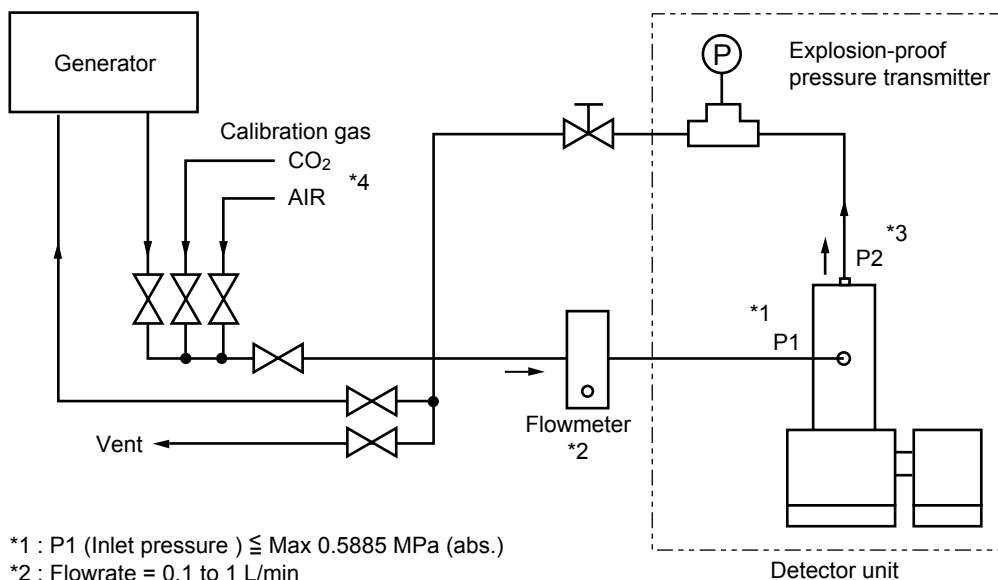 Generator
Explosion-proof
pressure transmitter
P
Calibration gas
CO₂
AIR
*4
*3
P2
*1
P1
Flowmeter
*2
Vent
*1 : P1 (Inlet pressure ) ≦ Max 0.5885 MPa (abs.)
*2 : Flowrate = 0.1 to 1 L/min
Detector unit